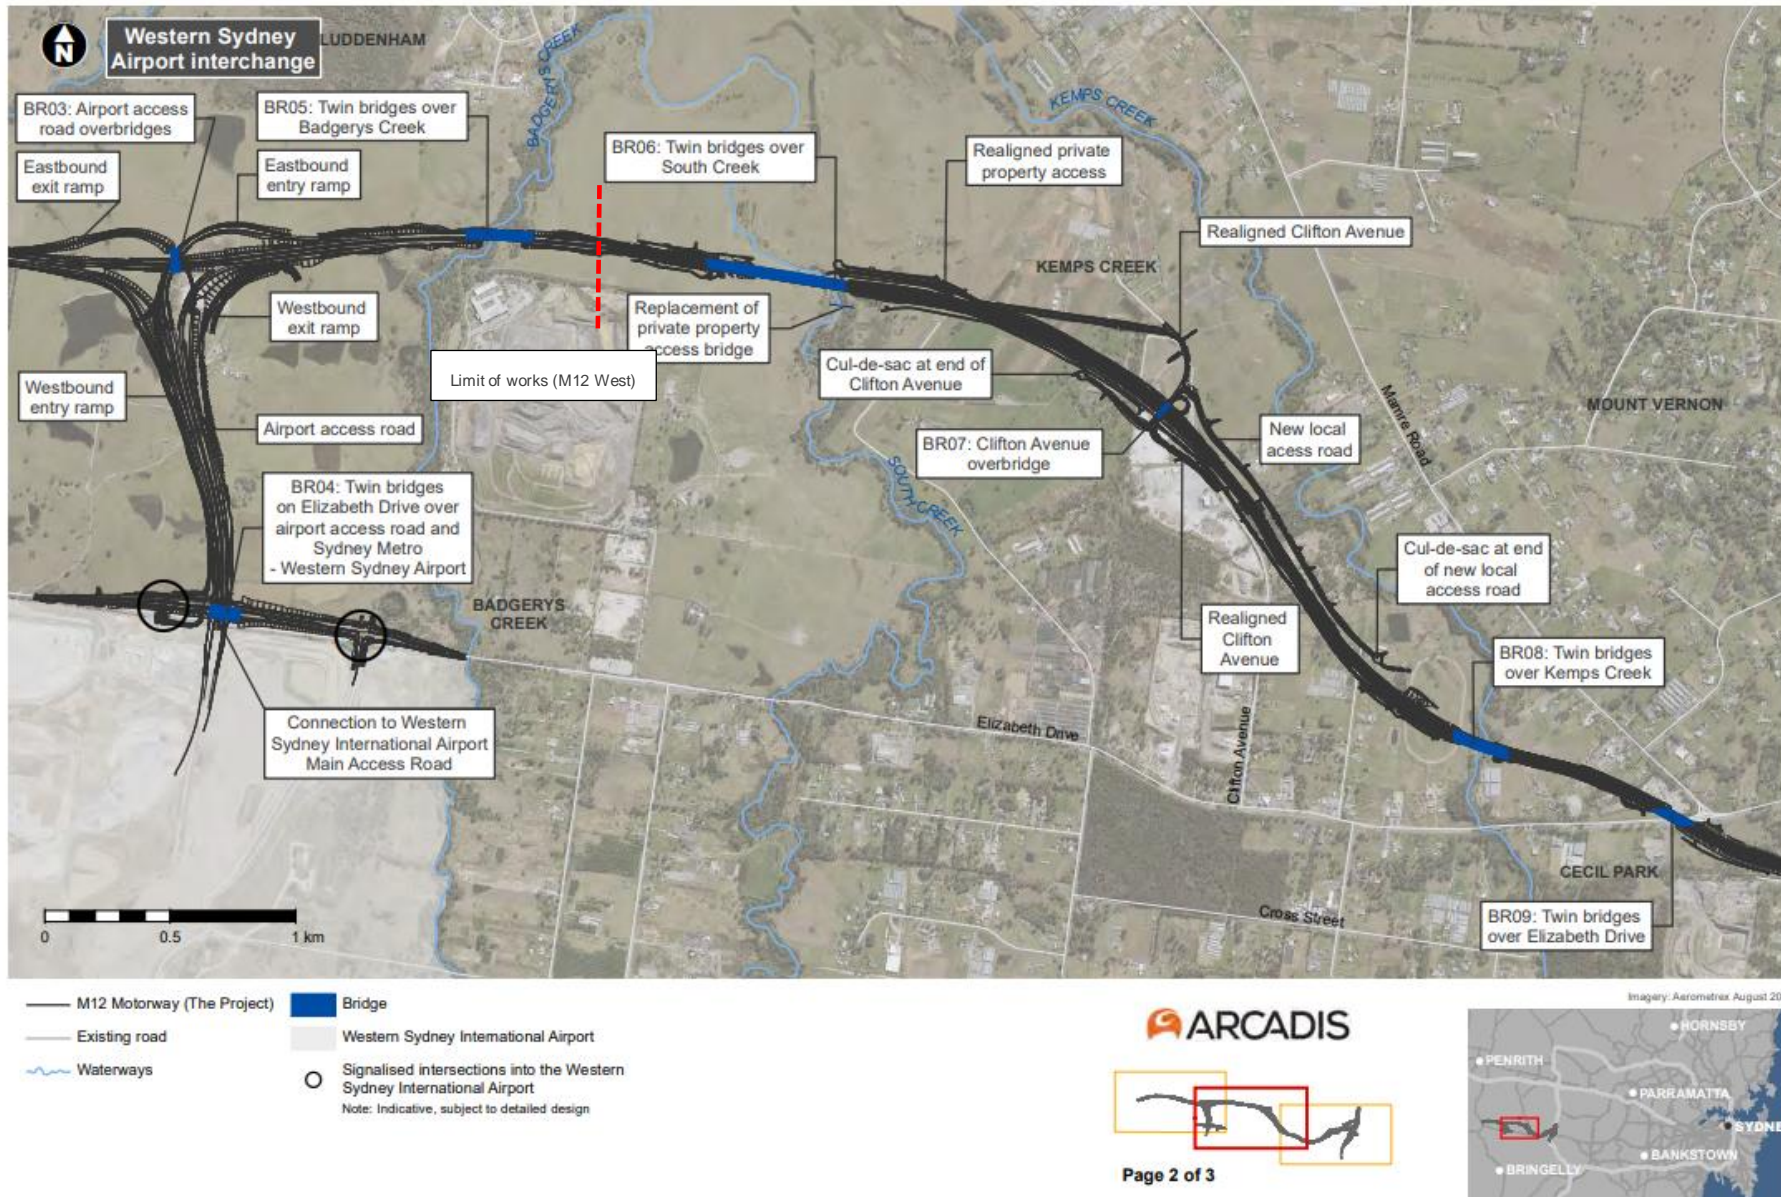 N
Western Sydney
Airport interchange
LUDDENHAM
BR03: Airport access
road overbridges
BR05: Twin bridges over
Badgerys Creek
BADGERYS CREEK
BR06: Twin bridges over
South Creek
KEMPS CREEK
Realigned private
property access
Eastbound
exit ramp
Eastbound
entry ramp
Realigned Clifton Avenue
KEMPS CREEK
Westbound
exit ramp
Replacement of
private property
access bridge
Limit of works (M12 West)
Cul-de-sac at end of
Clifton Avenue
Westbound
entry ramp
Airport access road
BR07: Clifton Avenue
overbridge
New local
acess road
Mamre Road
MOUNT VERNON
BR04: Twin bridges
on Elizabeth Drive over
airport access road and
Sydney Metro
- Western Sydney Airport
SOUTH CREEK
Cul-de-sac at end
of new local
access road
BADGERYS
CREEK
Realigned
Clifton
Avenue
BR08: Twin bridges
over Kemps Creek
Connection to Western
Sydney International Airport
Main Access Road
Elizabeth Drive
Clifton Avenue
CECIL PARK
Cross Street
BR09: Twin bridges
over Elizabeth Drive
0 0.5 1 km
M12 Motorway (The Project)
Existing road
Waterways
Bridge
Western Sydney International Airport
Signalised intersections into the Western
Sydney International Airport
Note: Indicative, subject to detailed design
ARCADIS
Page 2 of 3
Imagery: Aerometrex August 20
HORNSBY
PENRITH
PARRAMATTA
SYDNE
BANKSTOWN
BRINGELLY